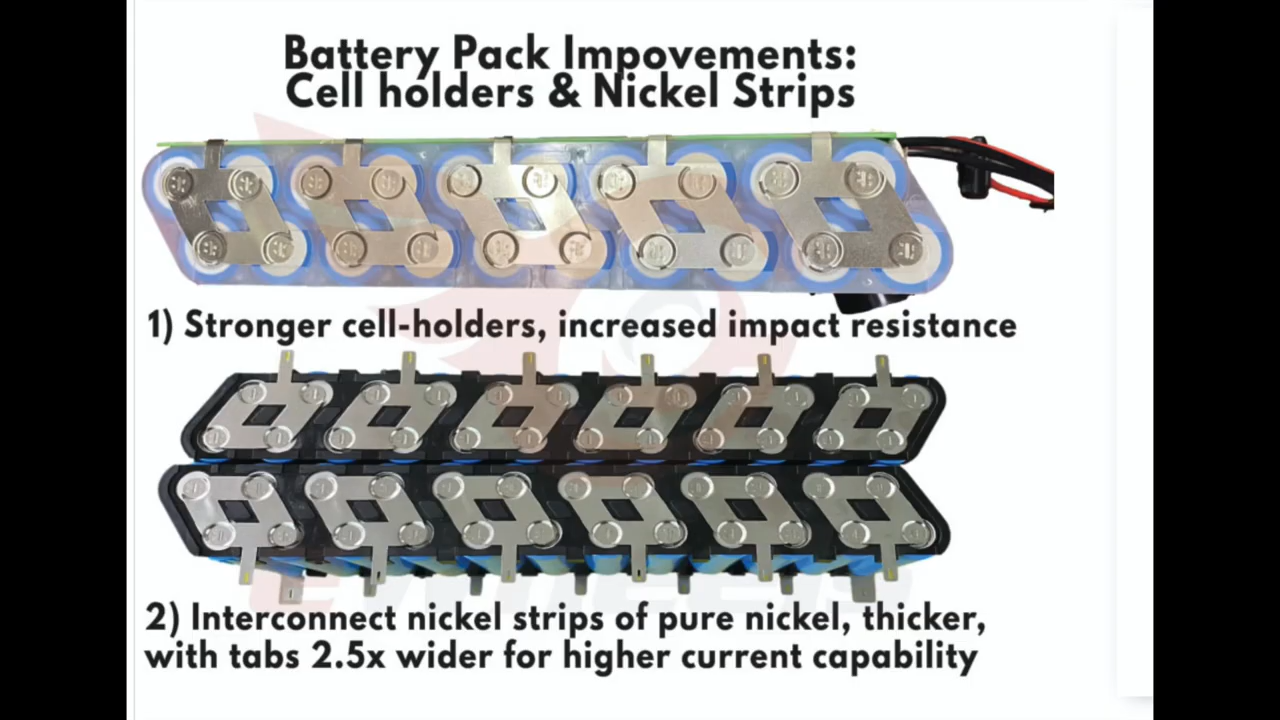 Battery Pack Impovements:
Cell holders & Nickel Strips
1) Stronger cell-holders, increased impact resistance
2) Interconnect nickel strips of pure nickel, thicker,
with tabs 2.5x wider for higher current capability